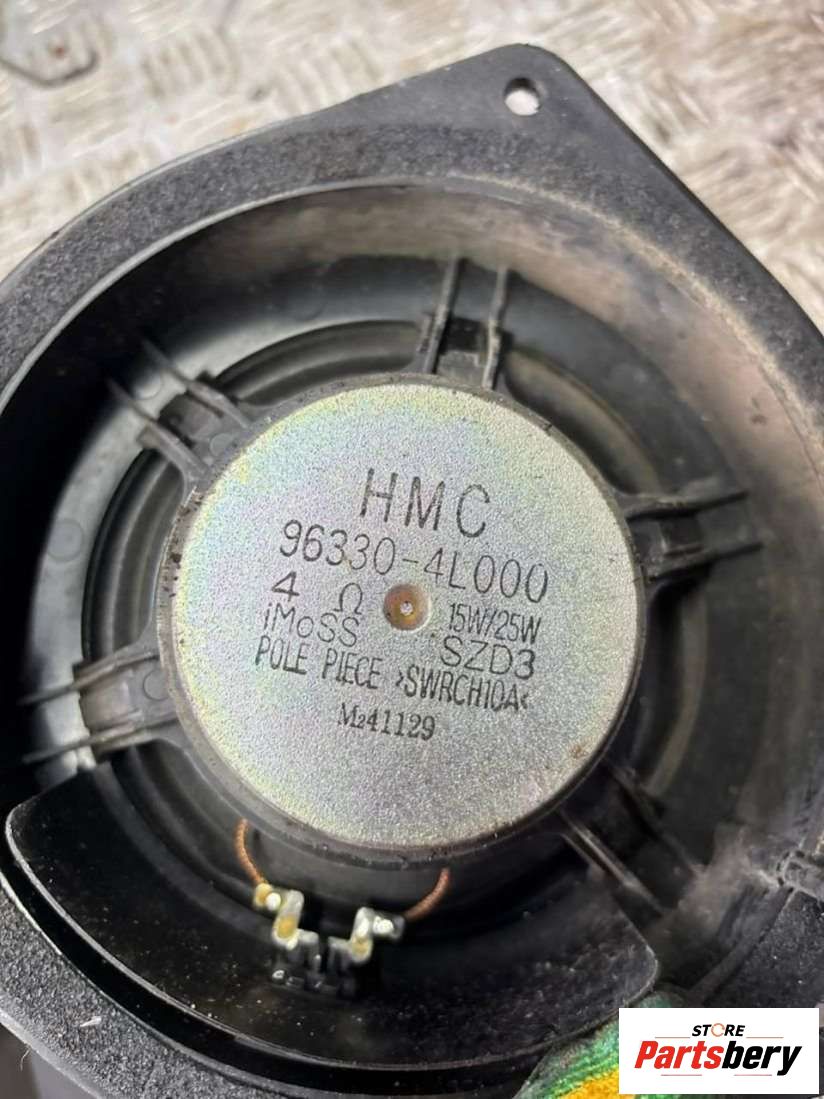 HMC
96330-4L000
4 Ω 15W/25W
iMoSS SZD3
POLE PIECE >SWRCH10A<
M241129
STORE
Partsbery